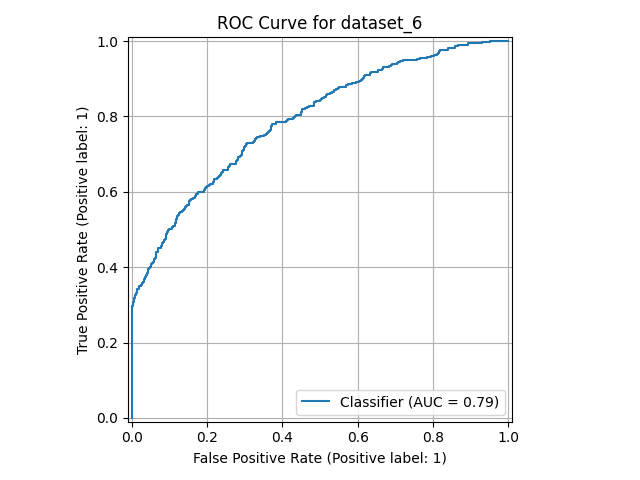 ROC Curve for dataset_6
1.0
0.8
0.6
0.4
0.2
0.0
True Positive Rate (Positive label: 1)
Classifier (AUC = 0.79)
0.0 0.2 0.4 0.6 0.8 1.0
False Positive Rate (Positive label: 1)